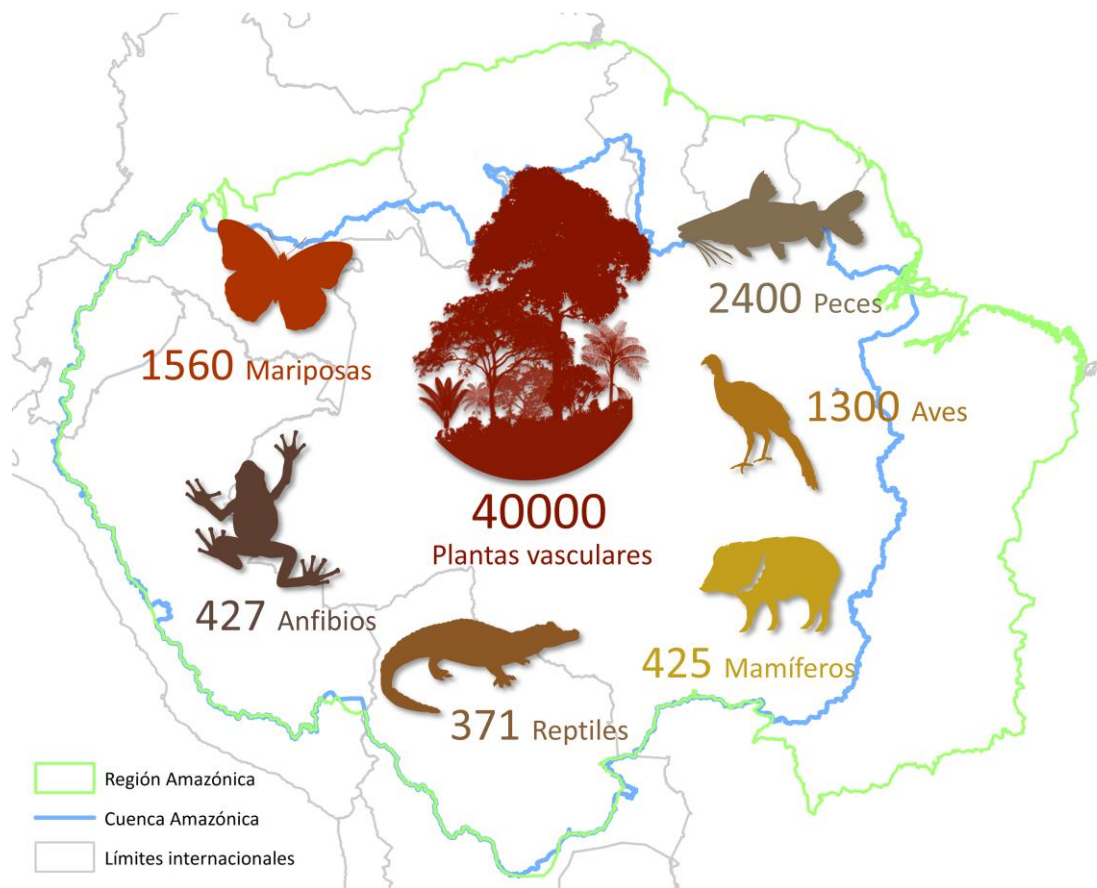 2400 Peces
1560 Mariposas
1300 Aves
40000
Plantas vasculares
427 Anfibios
425 Mamíferos
371 Reptiles
Región Amazónica
Cuenca Amazónica
Límites internacionales